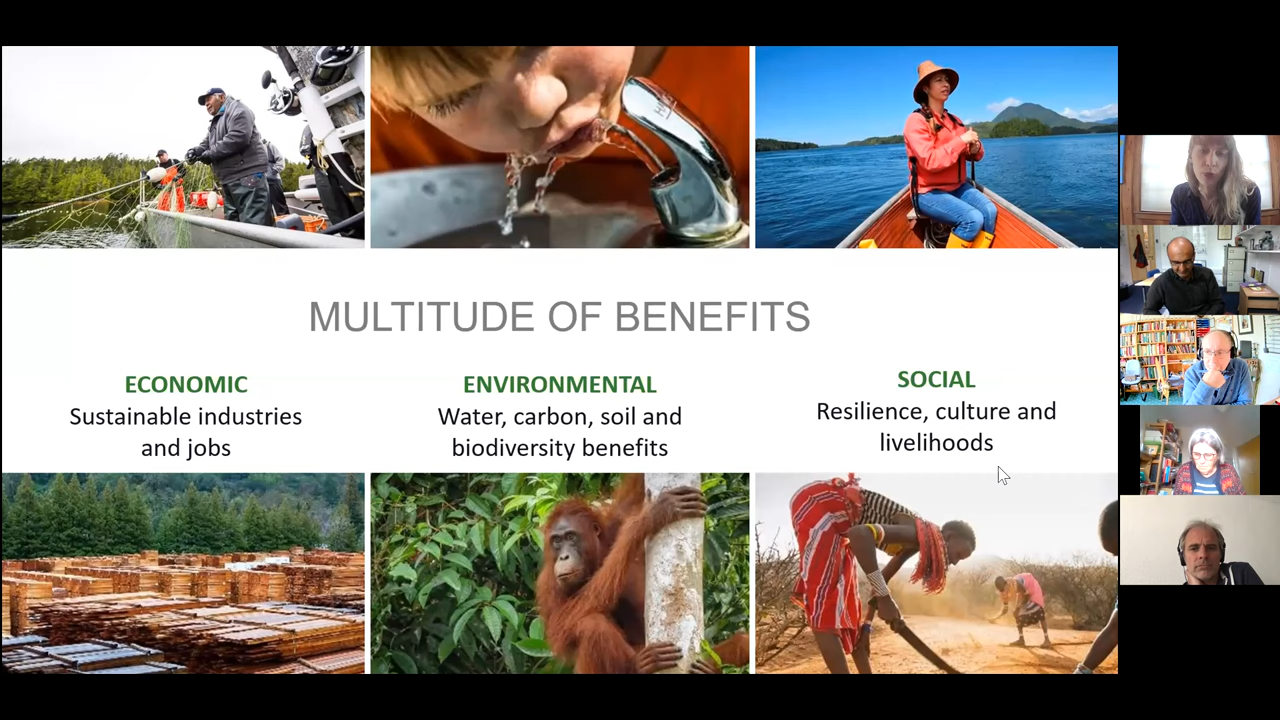 MULTITUDE OF BENEFITS
ECONOMIC
Sustainable industries
and jobs
ENVIRONMENTAL
Water, carbon, soil and
biodiversity benefits
SOCIAL
Resilience, culture and
livelihoods